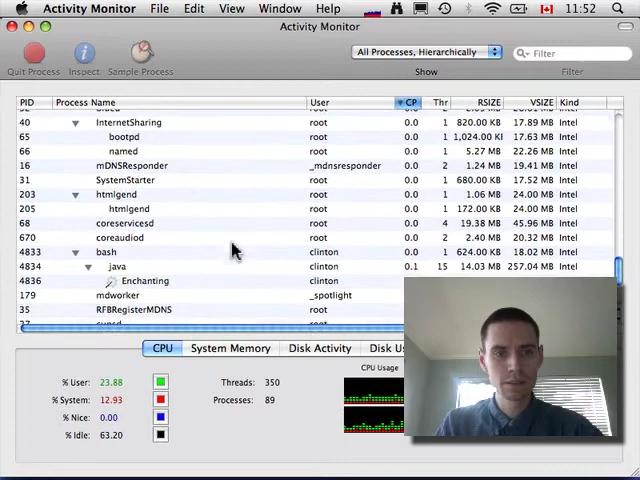 Activity Monitor File Edit View Window Help 11:52
Activity Monitor
Quit Process Inspect Sample Process All Processes, Hierarchically Show Filter Filter
PID Process Name User CP Thr RSIZE VSIZE Kind
40 InternetSharing root 0.0 1 820.00 KB 17.89 MB Intel
65 bootpd root 0.0 1 1,024.00 KB 17.63 MB Intel
66 named root 0.0 1 5.27 MB 22.26 MB Intel
16 mDNSResponder _mdnsresponder 0.0 2 1.24 MB 19.41 MB Intel
31 SystemStarter root 0.0 1 680.00 KB 17.52 MB Intel
203 htmlgend root 0.0 1 1.06 MB 24.00 MB Intel
205 htmlgend root 0.0 1 172.00 KB 24.00 MB Intel
68 coreservicesd root 0.0 4 19.38 MB 45.96 MB Intel
670 coreaudiod root 0.0 2 2.40 MB 20.32 MB Intel
4833 bash clinton 0.0 1 624.00 KB 18.02 MB Intel
4834 java clinton 0.1 15 14.03 MB 257.04 MB Intel
4836 Enchanting clinton
179 mdworker _spotlight
35 RFBRegisterMDNS root
CPU System Memory Disk Activity Disk Us
CPU Usage
% User: 23.88 Threads: 350
% System: 12.93 Processes: 89
% Nice: 0.00
% Idle: 63.20